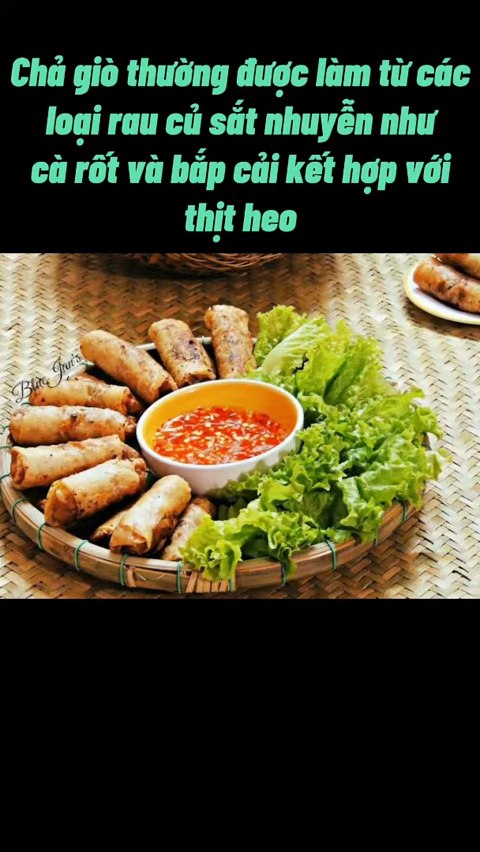 Chả giò thường được làm từ các
loại rau củ sắt nhuyễn như
cà rốt và bắp cải kết hợp với
thịt heo